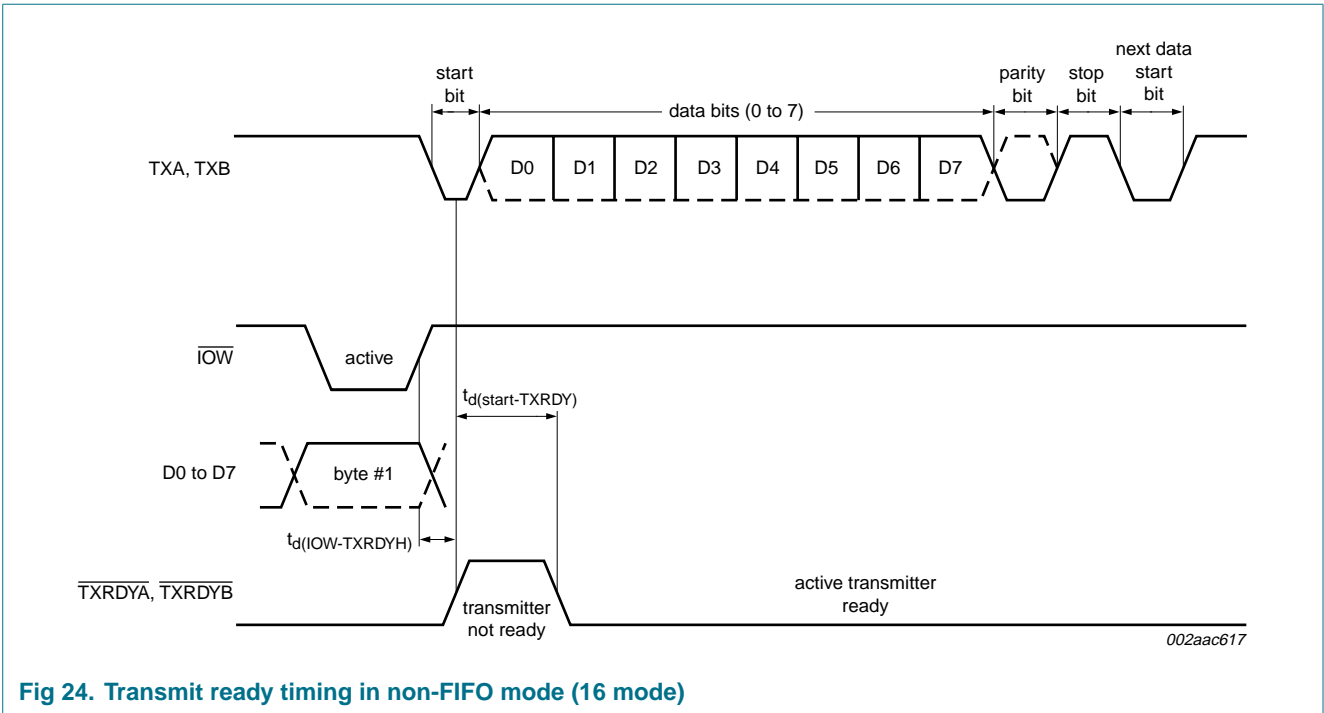 next data
start
bit
start
bit
parity
bit
stop
bit
data bits (0 to 7)
TXA, TXB
D0 D1 D2 D3 D4 D5 D6 D7
IOW
active
td(start-TXRDY)
D0 to D7
byte #1
td(IOW-TXRDYH)
TXRDYA, TXRDYB
transmitter
not ready
active transmitter
ready
002aac617
Fig 24. Transmit ready timing in non-FIFO mode (16 mode)